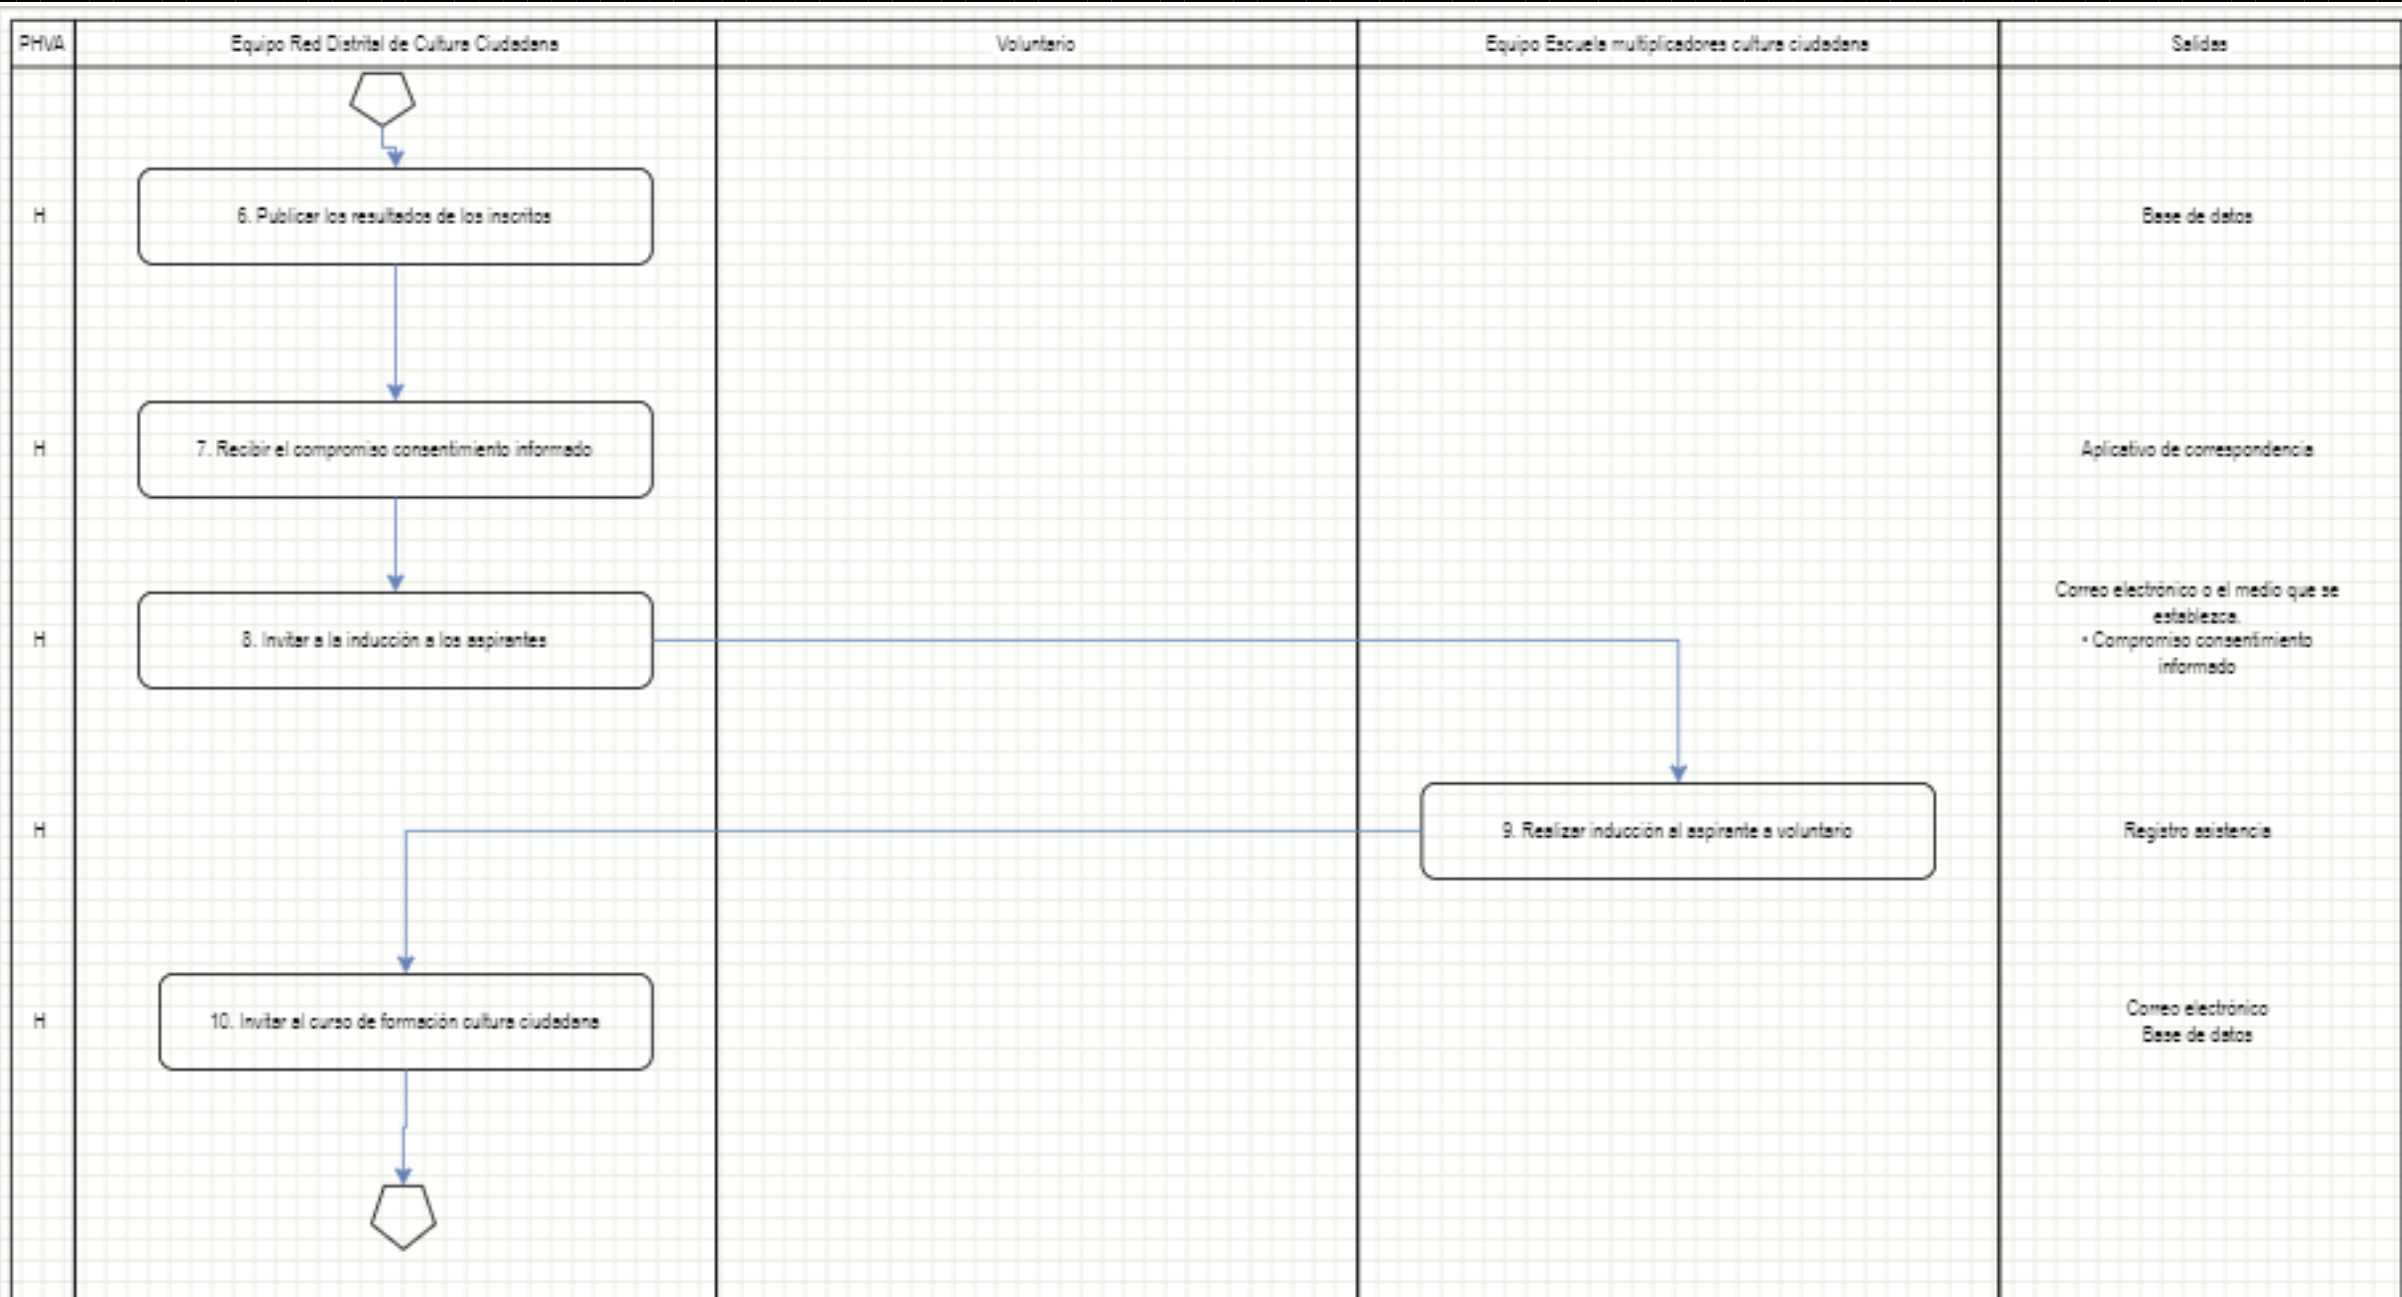 PHVA
Equipo Red Distrital de Cultura Ciudadana
Voluntario
Equipo Escuela multiplicadores cultura ciudadana
Salidas
H
6. Publicar los resultados de los inscritos
Base de datos
H
7. Recibir el compromiso consentimiento informado
Aplicativo de correspondencia
H
8. Invitar a la inducción a los aspirantes
Correo electrónico o el medio que se
establezca.
• Compromiso consentimiento
informado
H
9. Realizar inducción al aspirante a voluntario
Registro asistencia
H
10. Invitar al curso de formación cultura ciudadana
Correo electrónico
Base de datos